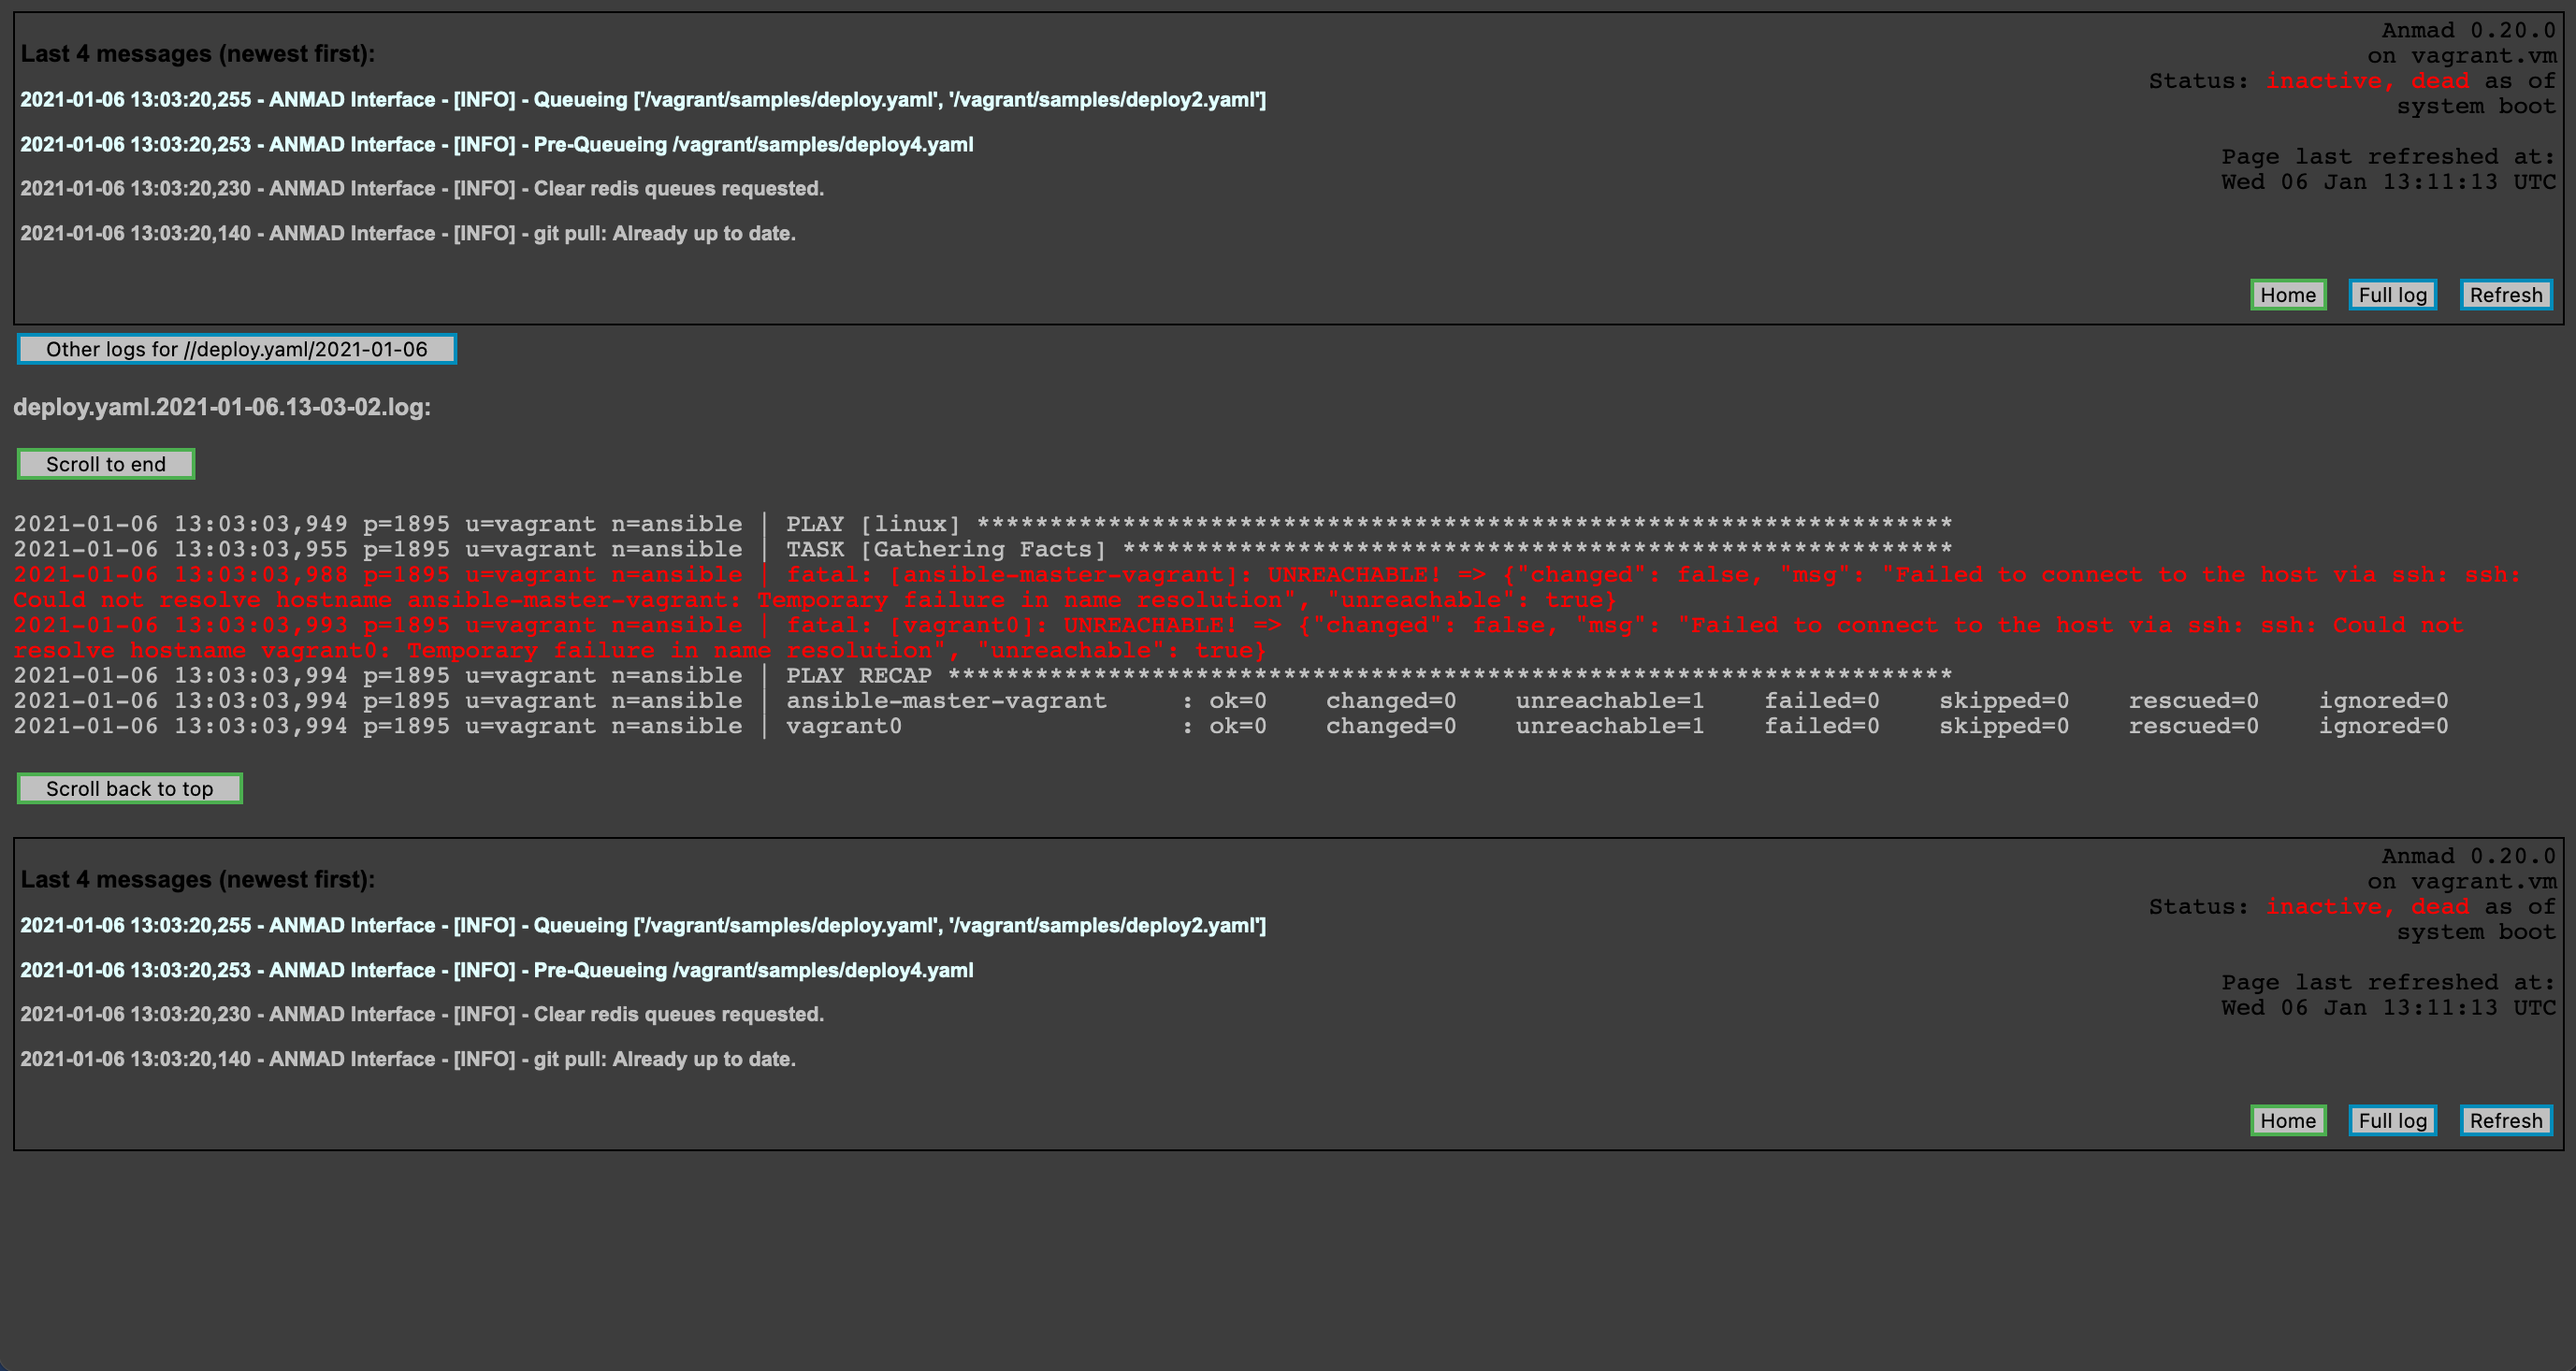 Last 4 messages (newest first):
2021-01-06 13:03:20,255 - ANMAD Interface - [INFO] - Queueing ['/vagrant/samples/deploy.yaml', '/vagrant/samples/deploy2.yaml']
2021-01-06 13:03:20,253 - ANMAD Interface - [INFO] - Pre-Queueing /vagrant/samples/deploy4.yaml
2021-01-06 13:03:20,230 - ANMAD Interface - [INFO] - Clear redis queues requested.
2021-01-06 13:03:20,140 - ANMAD Interface - [INFO] - git pull: Already up to date.
Anmad 0.20.0
on vagrant.vm
Status: inactive, dead as of
system boot
Page last refreshed at:
Wed 06 Jan 13:11:13 UTC
Home Full log Refresh
Other logs for //deploy.yaml/2021-01-06
deploy.yaml.2021-01-06.13-03-02.log:
Scroll to end
2021-01-06 13:03:03,949 p=1895 u=vagrant n=ansible | PLAY [linux] *******************************************************************
2021-01-06 13:03:03,955 p=1895 u=vagrant n=ansible | TASK [Gathering Facts] *********************************************************
2021-01-06 13:03:03,988 p=1895 u=vagrant n=ansible | fatal: [ansible-master-vagrant]: UNREACHABLE! => {"changed": false, "msg": "Failed to connect to the host via ssh: ssh:
Could not resolve hostname ansible-master-vagrant: Temporary failure in name resolution", "unreachable": true}
2021-01-06 13:03:03,993 p=1895 u=vagrant n=ansible | fatal: [vagrant0]: UNREACHABLE! => {"changed": false, "msg": "Failed to connect to the host via ssh: ssh: Could not
resolve hostname vagrant0: Temporary failure in name resolution", "unreachable": true}
2021-01-06 13:03:03,994 p=1895 u=vagrant n=ansible | PLAY RECAP *********************************************************************
2021-01-06 13:03:03,994 p=1895 u=vagrant n=ansible | ansible-master-vagrant : ok=0 changed=0 unreachable=1 failed=0 skipped=0 rescued=0 ignored=0
2021-01-06 13:03:03,994 p=1895 u=vagrant n=ansible | vagrant0 : ok=0 changed=0 unreachable=1 failed=0 skipped=0 rescued=0 ignored=0
Scroll back to top
Last 4 messages (newest first):
2021-01-06 13:03:20,255 - ANMAD Interface - [INFO] - Queueing ['/vagrant/samples/deploy.yaml', '/vagrant/samples/deploy2.yaml']
2021-01-06 13:03:20,253 - ANMAD Interface - [INFO] - Pre-Queueing /vagrant/samples/deploy4.yaml
2021-01-06 13:03:20,230 - ANMAD Interface - [INFO] - Clear redis queues requested.
2021-01-06 13:03:20,140 - ANMAD Interface - [INFO] - git pull: Already up to date.
Anmad 0.20.0
on vagrant.vm
Status: inactive, dead as of
system boot
Page last refreshed at:
Wed 06 Jan 13:11:13 UTC
Home Full log Refresh